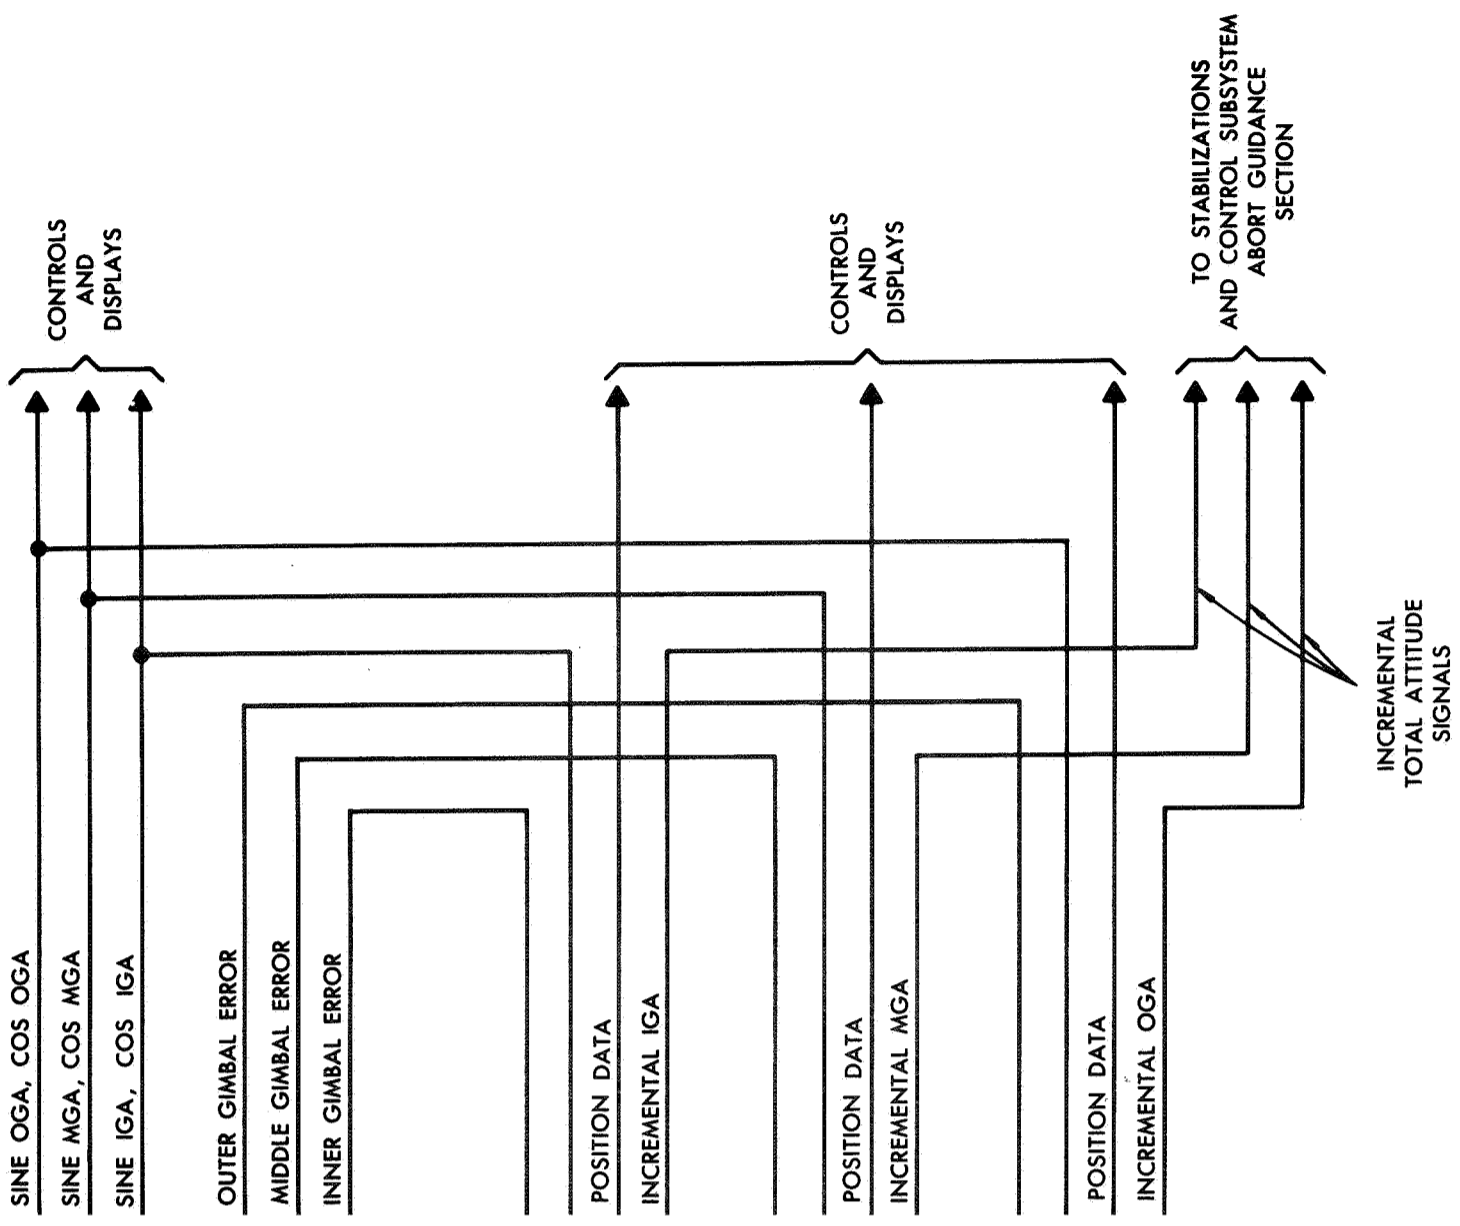 SINE OGA, COS OGA
SINE MGA, COS MGA
SINE IGA, COS IGA
CONTROLS
AND
DISPLAYS
OUTER GIMBAL ERROR
MIDDLE GIMBAL ERROR
INNER GIMBAL ERROR
POSITION DATA
INCREMENTAL IGA
POSITION DATA
INCREMENTAL MGA
POSITION DATA
INCREMENTAL OGA
CONTROLS
AND
DISPLAYS
TO STABILIZATIONS
AND CONTROL SUBSYSTEM
ABORT GUIDANCE
SECTION
INCREMENTAL
TOTAL ATTITUDE
SIGNALS